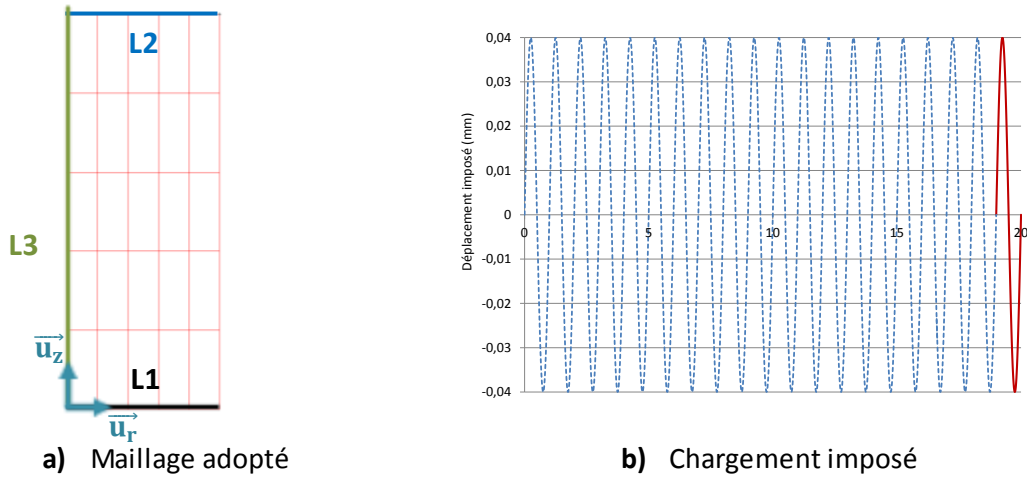 L2
L3
L1
u_z
u_r
a) Maillage adopté
Déplacement imposé (mm)
0,04
0,03
0,02
0,01
0
-0,01
-0,02
-0,03
-0,04
0
5
10
15
20
b) Chargement imposé